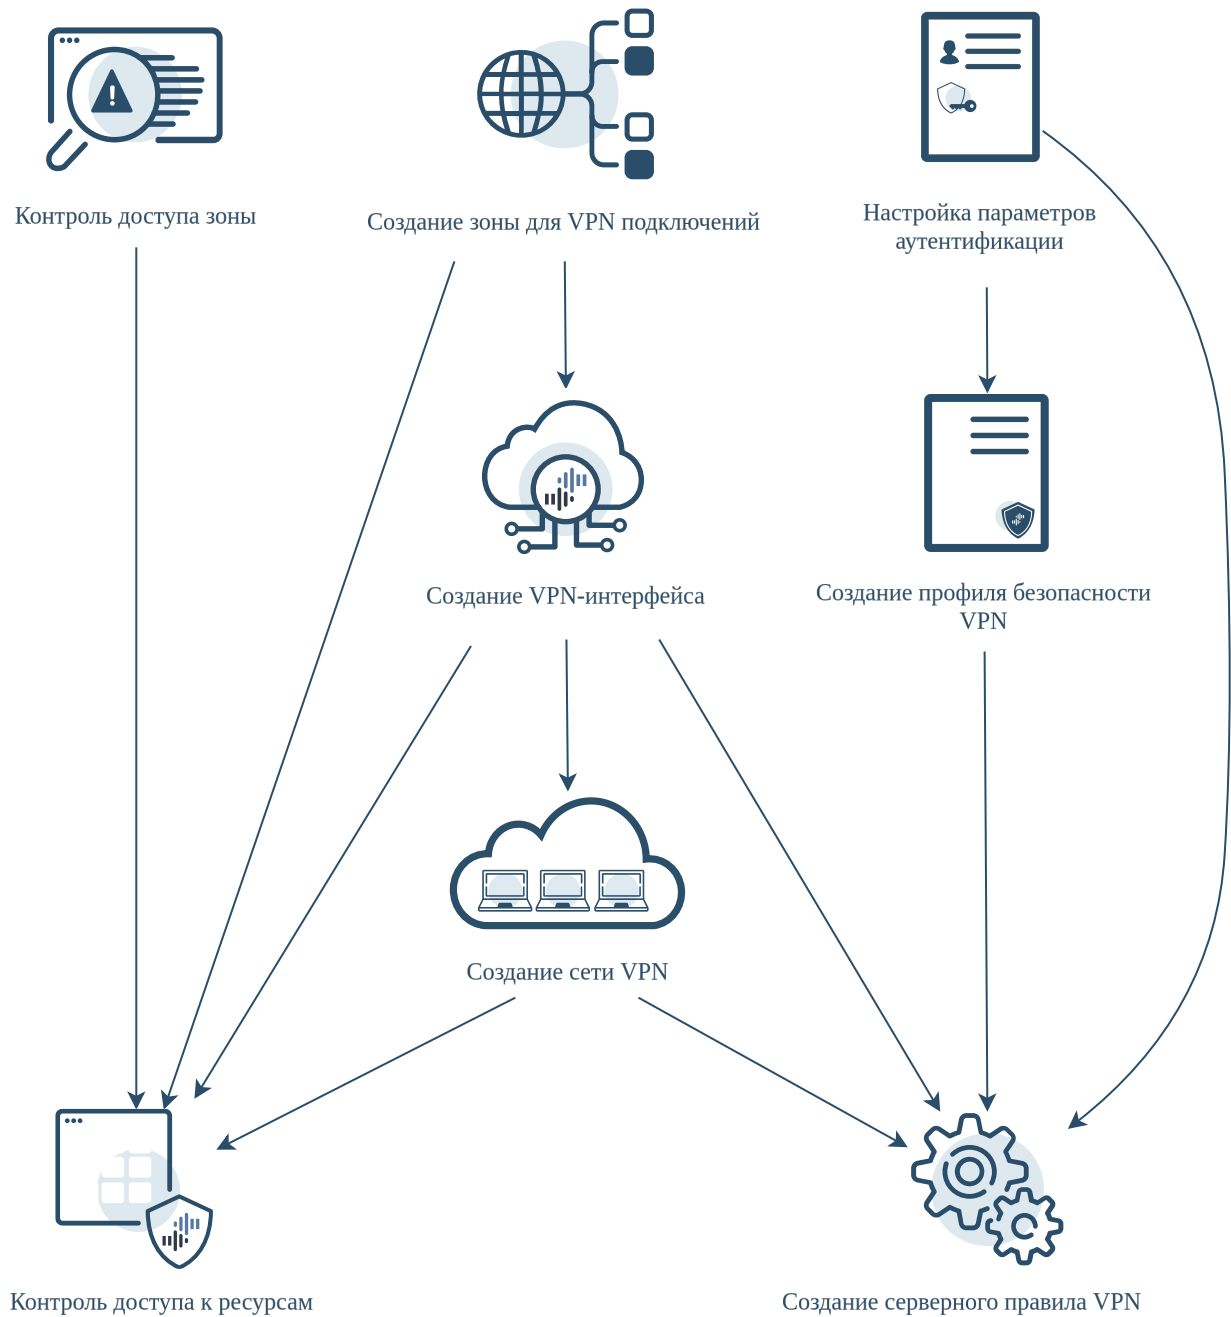 Контроль доступа зоны
Создание зоны для VPN подключений
Настройка параметров
аутентификации
Создание VPN-интерфейса
Создание профиля безопасности
VPN
Создание сети VPN
Контроль доступа к ресурсам
Создание серверного правила VPN